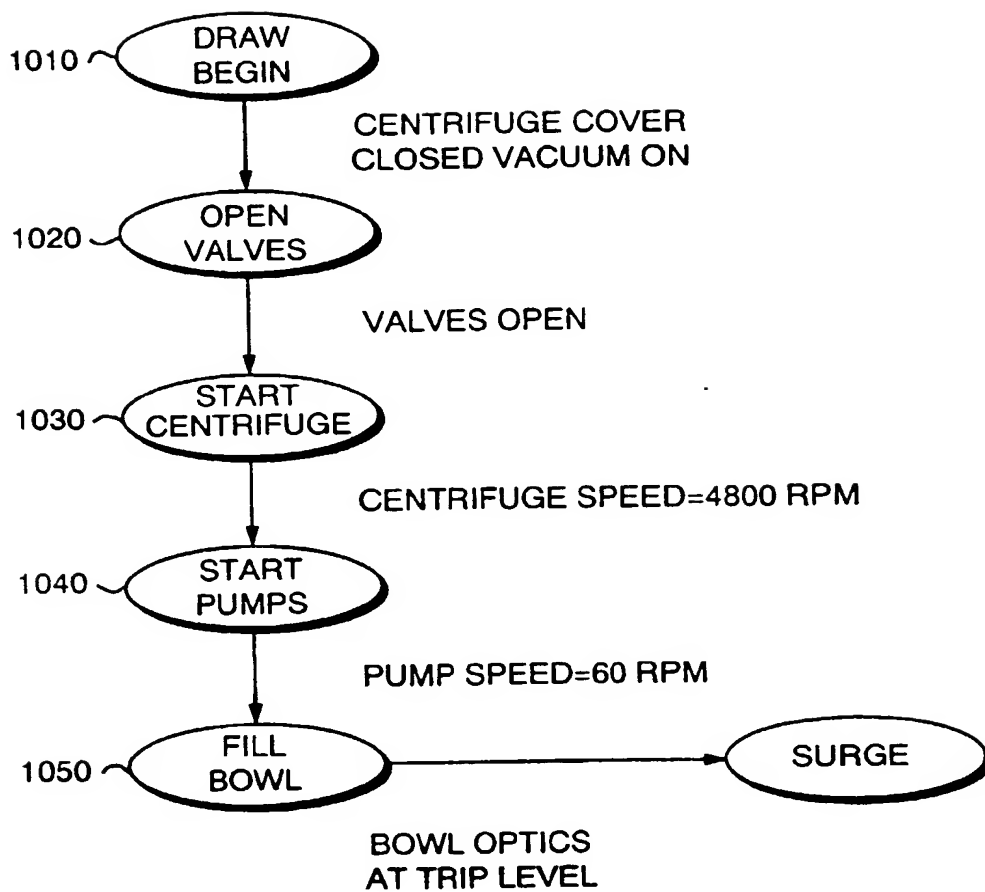 1010
DRAW
BEGIN
CENTRIFUGE COVER
CLOSED VACUUM ON
1020
OPEN
VALVES
VALVES OPEN
1030
START
CENTRIFUGE
CENTRIFUGE SPEED=4800 RPM
1040
START
PUMPS
PUMP SPEED=60 RPM
1050
FILL
BOWL
SURGE
BOWL OPTICS
AT TRIP LEVEL